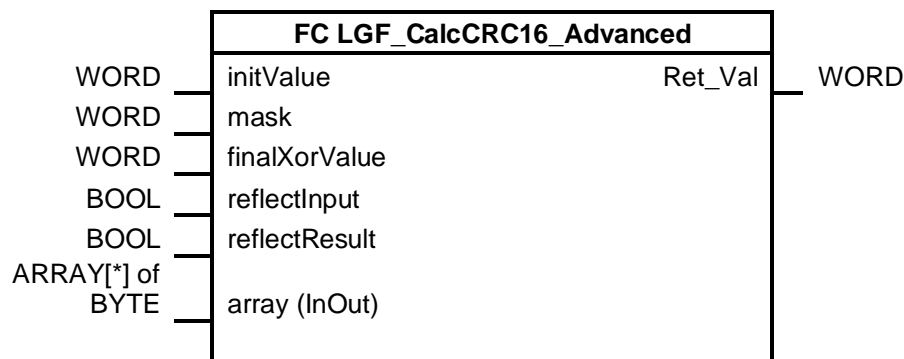 FC LGF_CalcCRC16_Advanced
WORD initValue Ret_Val WORD
WORD mask
WORD finalXorValue
BOOL reflectInput
BOOL reflectResult
ARRAY[*] of
BYTE array (InOut)